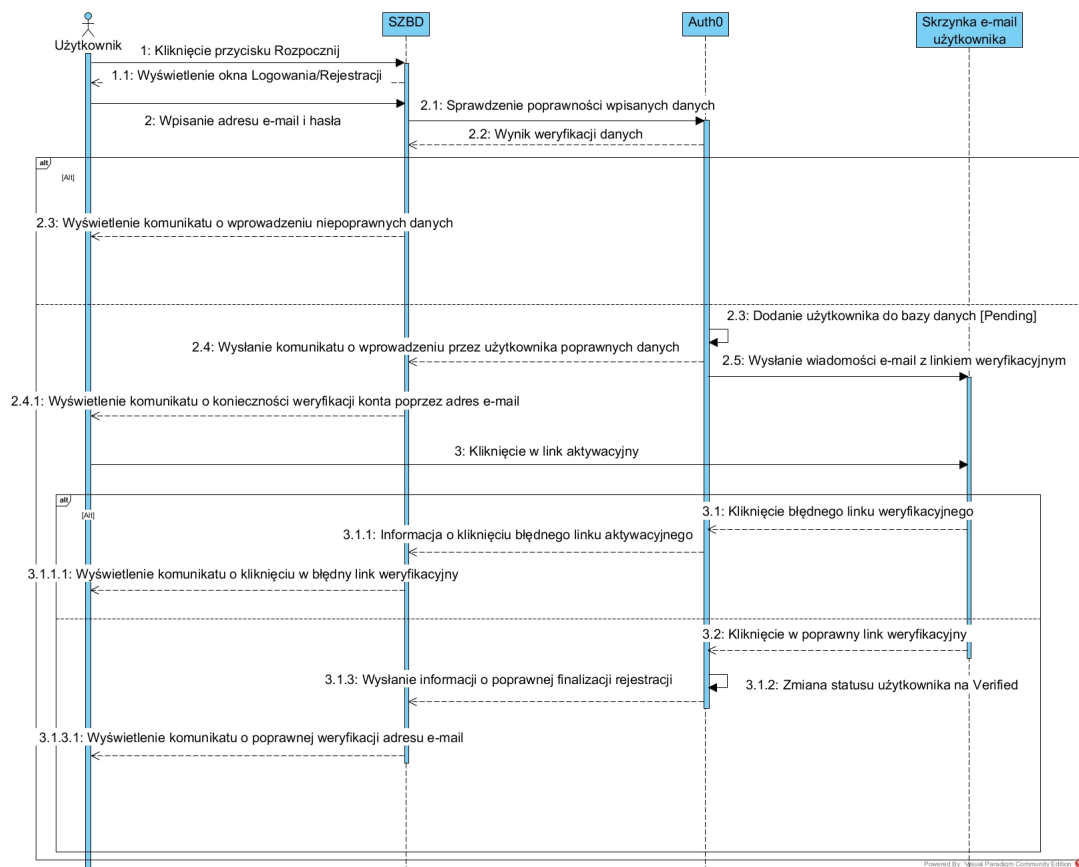 SZBD
Auth0
Skrzynka e-mail
użytkownika
Użytkownik
1: Kliknięcie przycisku Rozpocznij
1.1: Wyświetlenie okna Logowania/Rejestracji
2: Wpisanie adresu e-mail i hasła
2.1: Sprawdzenie poprawności wpisanych danych
2.2: Wynik weryfikacji danych
alt
[Alt]
2.3: Wyświetlenie komunikatu o wprowadzeniu niepoprawnych danych
2.3: Dodanie użytkownika do bazy danych [Pending]
2.4: Wysłanie komunikatu o wprowadzeniu przez użytkownika poprawnych danych
2.5: Wysłanie wiadomości e-mail z linkiem weryfikacyjnym
2.4.1: Wyświetlenie komunikatu o konieczności weryfikacji konta poprzez adres e-mail
3: Kliknięcie w link aktywacyjny
alt
[Alt]
3.1: Kliknięcie błędnego linku weryfikacyjnego
3.1.1: Informacja o kliknięciu błędnego linku aktywacyjnego
3.1.1.1: Wyświetlenie komunikatu o kliknięciu w błędny link weryfikacyjny
3.2: Kliknięcie w poprawny link weryfikacyjny
3.1.3: Wysłanie informacji o poprawnej finalizacji rejestracji
3.1.2: Zmiana statusu użytkownika na Verified
3.1.3.1: Wyświetlenie komunikatu o poprawnej weryfikacji adresu e-mail
Powered By Visual Paradigm Community Edition